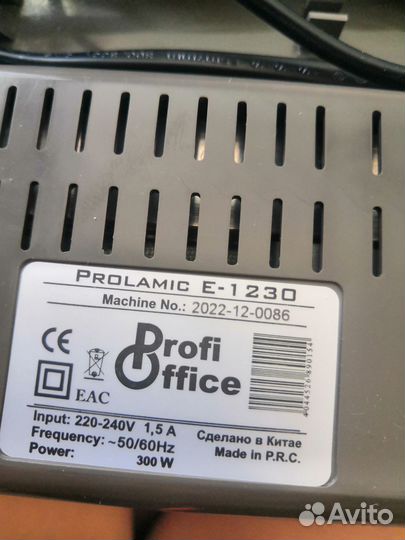 PROLAMIC E-1230
Machine No.: 2022-12-0086
CE
Profi
Office
EAC
Input: 220-240V 1,5 A
Frequency: ~50/60Hz
Power: 300 W
Сделано в Китае
Made in P.R.C.
Avito